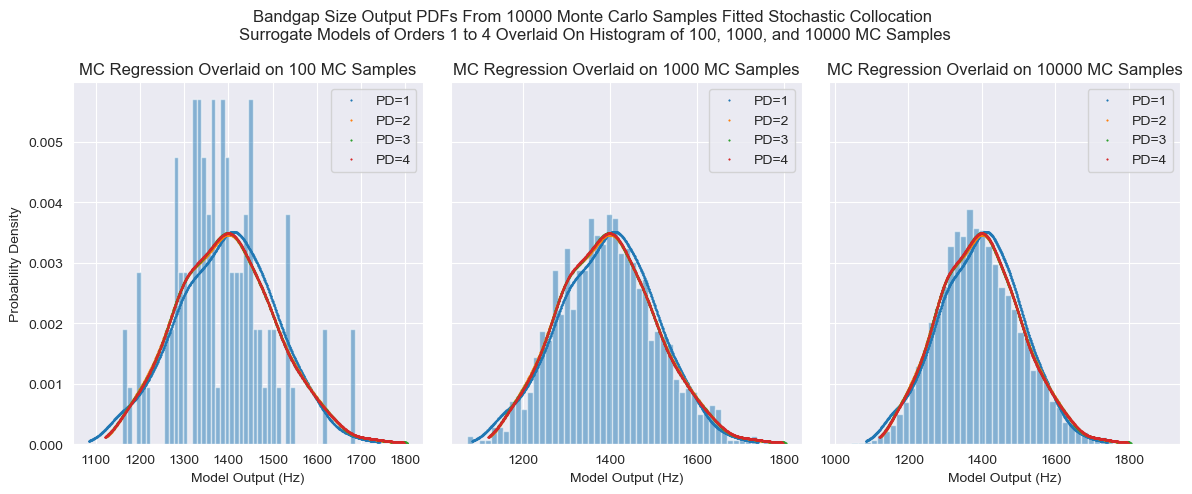 Bandgap Size Output PDFs From 10000 Monte Carlo Samples Fitted Stochastic Collocation
Surrogate Models of Orders 1 to 4 Overlaid On Histogram of 100, 1000, and 10000 MC Samples
MC Regression Overlaid on 100 MC Samples
PD=1
PD=2
PD=3
PD=4
0.005
0.004
0.003
0.002
0.001
0.000
Probability Density
1100 1200 1300 1400 1500 1600 1700 1800
Model Output (Hz)
MC Regression Overlaid on 1000 MC Samples
PD=1
PD=2
PD=3
PD=4
1200 1400 1600 1800
Model Output (Hz)
MC Regression Overlaid on 10000 MC Samples
PD=1
PD=2
PD=3
PD=4
1000 1200 1400 1600 1800
Model Output (Hz)